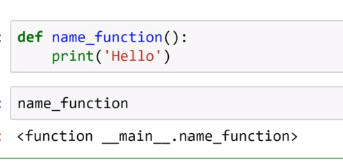 def name_function():
    print('Hello')
name_function
<function __main__.name_function>